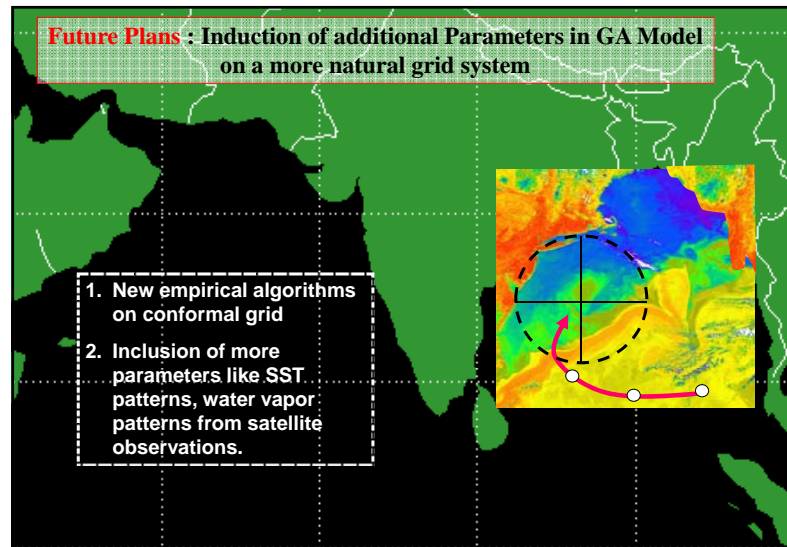 Future Plans : Induction of additional Parameters in GA Model
on a more natural grid system
1. New empirical algorithms
on conformal grid
2. Inclusion of more
parameters like SST
patterns, water vapor
patterns from satellite
observations.